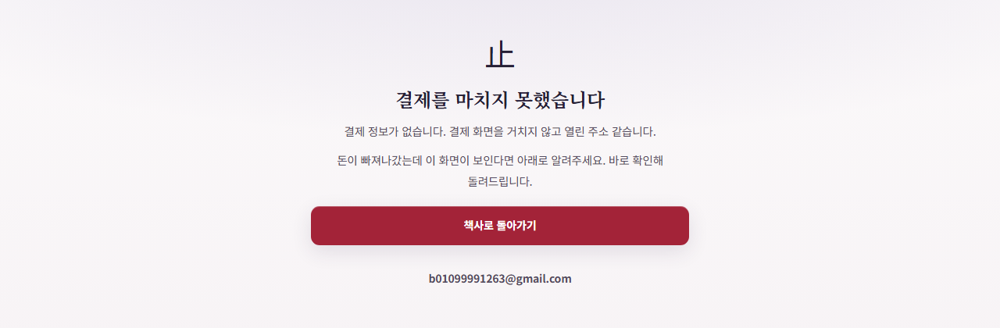 止
결제를 마치지 못했습니다
결제 정보가 없습니다. 결제 화면을 거치지 않고 열린 주소 같습니다.
돈이 빠져나갔는데 이 화면이 보인다면 아래로 알려주세요. 바로 확인해
돌려드립니다.
책사로 돌아가기
b01099991263@gmail.com